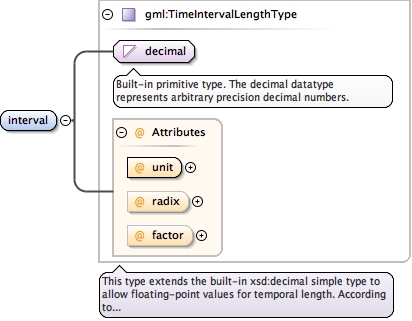 gml:TimeIntervalLengthType
decimal
Built-in primitive type. The decimal datatype
represents arbitrary precision decimal numbers.
interval
@ Attributes
@ unit
@ radix
@ factor
This type extends the built-in xsd:decimal simple type to
allow floating-point values for temporal length. According
to...